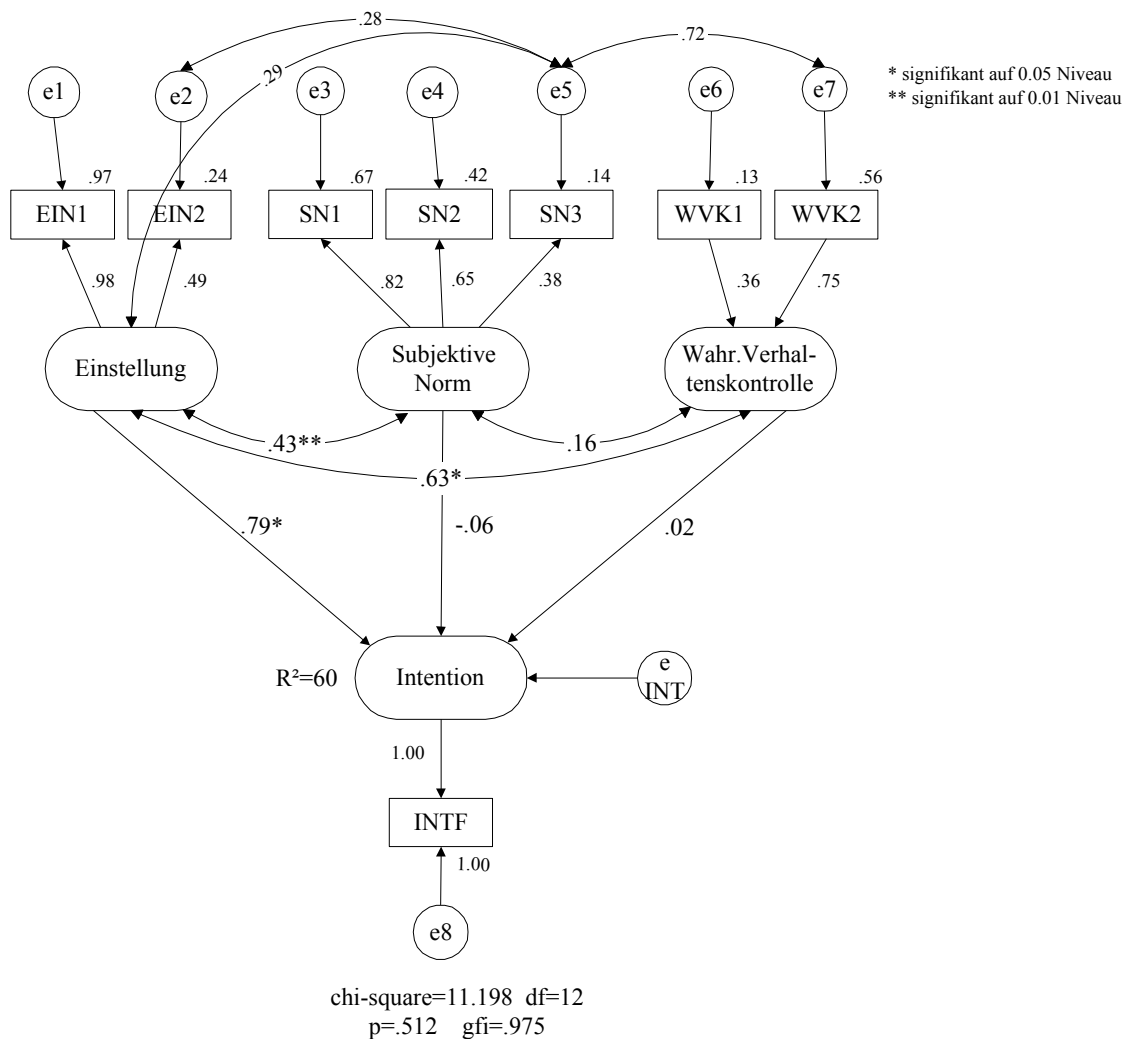 .28
.72
.29
e1
e2
e3
e4
e5
e6
e7
* signifikant auf 0.05 Niveau
** signifikant auf 0.01 Niveau
.97
.24
.67
.42
.14
.13
.56
EIN1
EIN2
SN1
SN2
SN3
WVK1
WVK2
.98
.49
.82
.65
.38
.36
.75
Einstellung
Subjektive
Norm
Wahr.Verhal-
tenskontrolle
.43**
.16
.63*
.79*
-.06
.02
R²=60
Intention
e
INT
1.00
INTF
1.00
e8
chi-square=11.198 df=12
p=.512 gfi=.975